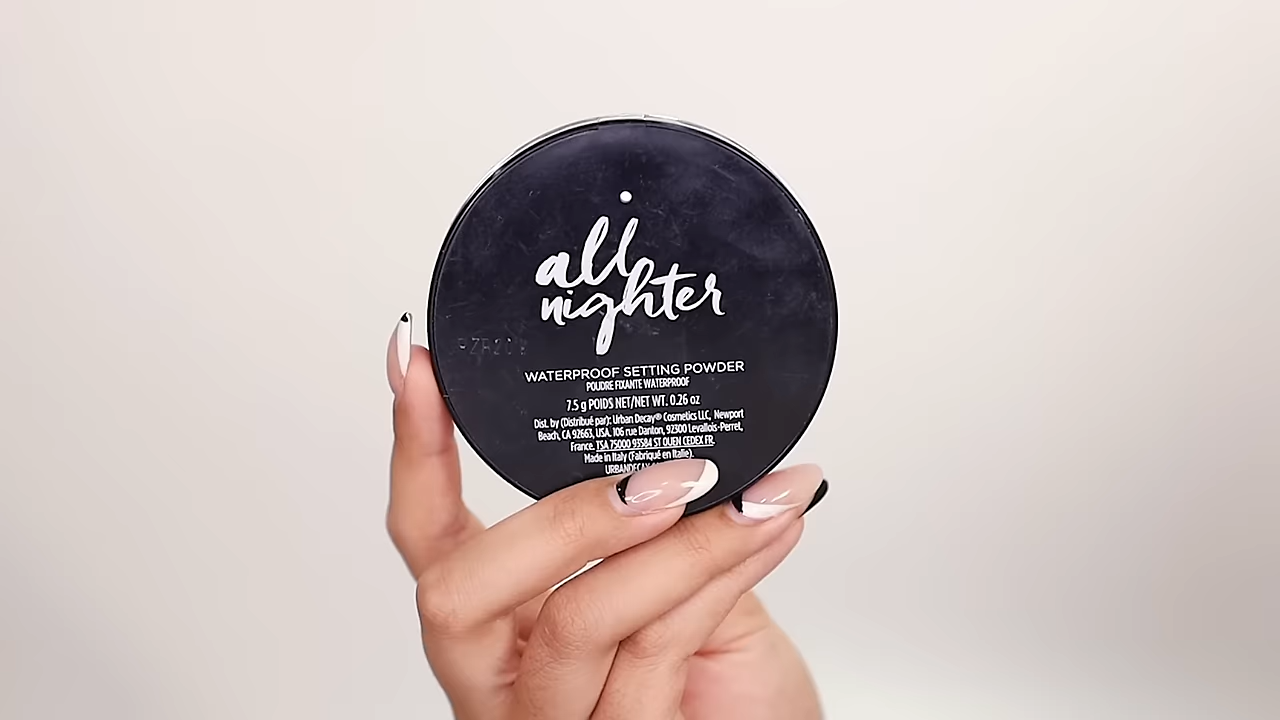 all
nighter
WATERPROOF SETTING POWDER
POUDRE FIXANTE WATERPROOF
7.5 g POIDS NET/NET WT. 0.26 oz
Dist. by (Distribué par): Urban Decay® Cosmetics LLC, Newport
Beach, CA 92663, USA. 106 rue Danton, 92300 Levallois-Perret,
France. TSA 75000 93584 ST OUEN CEDEX FR.
Made in Italy (Fabriqué en Italie).